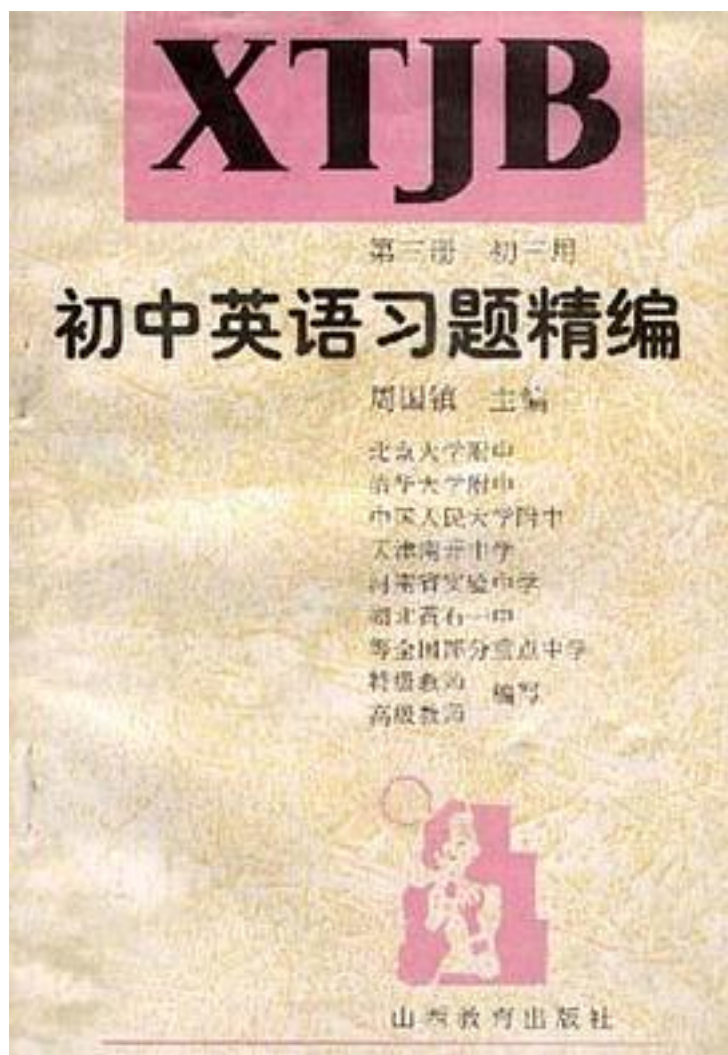 XTJB
第三册 初三用
初中英语习题精编
周国镇 主编
北京大学附中
清华大学附中
中国人民大学附中
天津南开中学
河南省实验中学
湖北黄石一中
等全国部分重点中学
特级教师
高级教师 编写
山西教育出版社